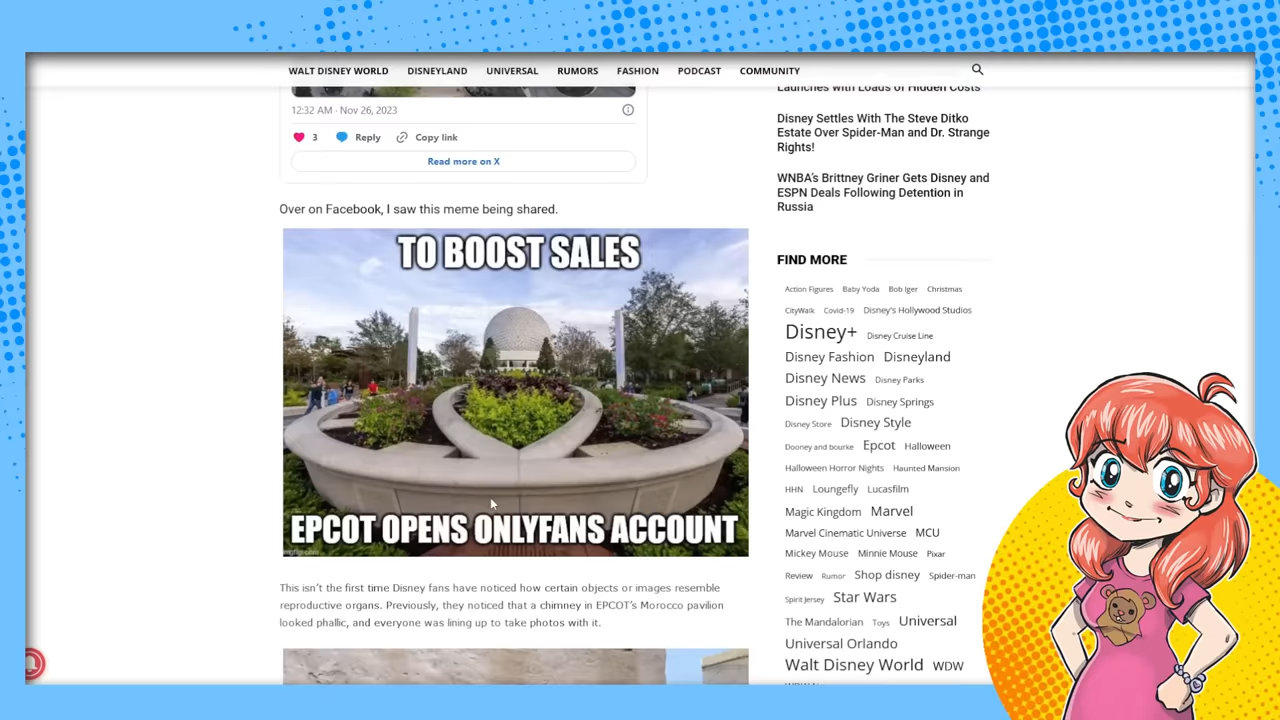 WALT DISNEY WORLD DISNEYLAND UNIVERSAL RUMORS FASHION PODCAST COMMUNITY
12:32 AM · Nov 26, 2023
3 Reply Copy link
Read more on X
Over on Facebook, I saw this meme being shared.
TO BOOST SALES
EPCOT OPENS ONLYFANS ACCOUNT
This isn't the first time Disney fans have noticed how certain objects or images resemble
reproductive organs. Previously, they noticed that a chimney in EPCOT's Morocco pavilion
looked phallic, and everyone was lining up to take photos with it.
Launches with Loads of Hidden Costs
Disney Settles With The Steve Ditko
Estate Over Spider-Man and Dr. Strange
Rights!
WNBA's Brittney Griner Gets Disney and
ESPN Deals Following Detention in
Russia
FIND MORE
Action Figures Baby Yoda Bob Iger Christmas
CityWalk Covid-19 Disney's Hollywood Studios
Disney+ Disney Cruise Line
Disney Fashion Disneyland
Disney News Disney Parks
Disney Plus Disney Springs
Disney Store Disney Style
Dooney and bourke Epcot Halloween
Halloween Horror Nights Haunted Mansion
HHN Loungefly Lucasfilm
Magic Kingdom Marvel
Marvel Cinematic Universe MCU
Mickey Mouse Minnie Mouse Pixar
Review Rumor Shop disney Spider-man
Spirit Jersey Star Wars
The Mandalorian Toys Universal
Universal Orlando
Walt Disney World WDW